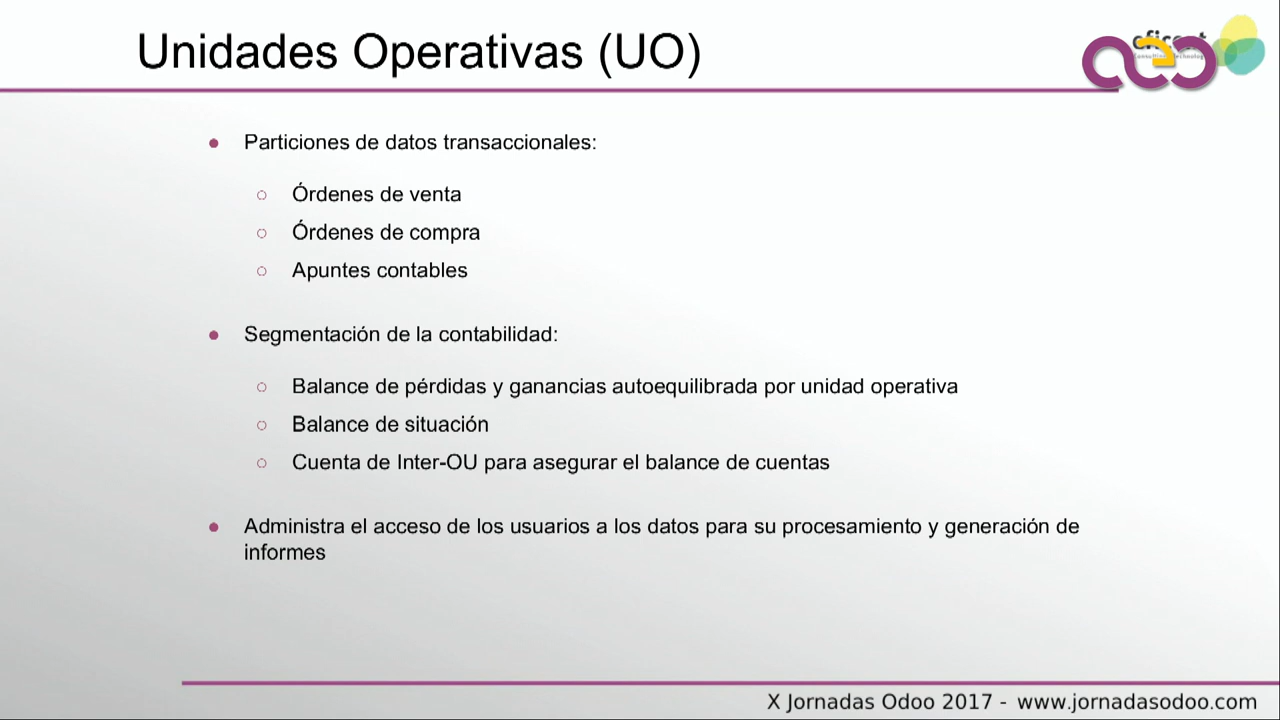 Unidades Operativas (UO)
Particiones de datos transaccionales:
Órdenes de venta
Órdenes de compra
Apuntes contables
Segmentación de la contabilidad:
Balance de pérdidas y ganancias autoequilibrada por unidad operativa
Balance de situación
Cuenta de Inter-OU para asegurar el balance de cuentas
Administra el acceso de los usuarios a los datos para su procesamiento y generación de
informes
X Jornadas Odoo 2017 - www.jornadasodoo.com